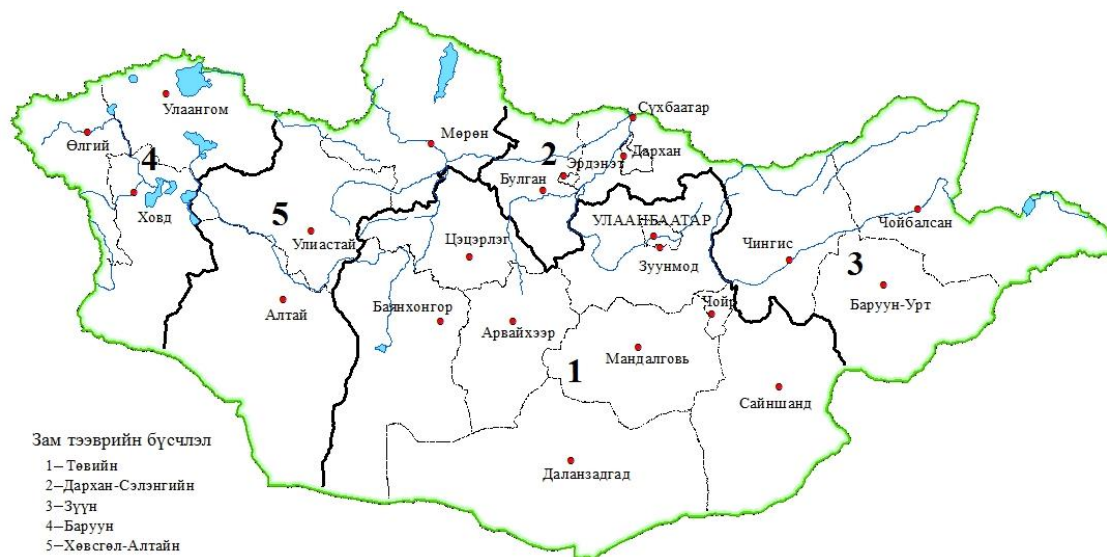 Сүхбаатар
Улаангом
Мөрөн
Өлгий
2
Дархан
4
Эрдэнэт
Булган
Ховд
5
УЛААНБААТАР
Чойбалсан
Улиастай
Цэцэрлэг
Зуунмод
Чингис
3
Алтай
Баянхонгор
Чойр
Баруун-Урт
Арвайхээр
Мандалговь
1
Сайншанд
Даланзадгад
Зам тээврийн бүсчлэл
1–Төвийн
2–Дархан-Сэлэнгийн
3–Зүүн
4–Баруун
5–Хөвсгөл-Алтайн